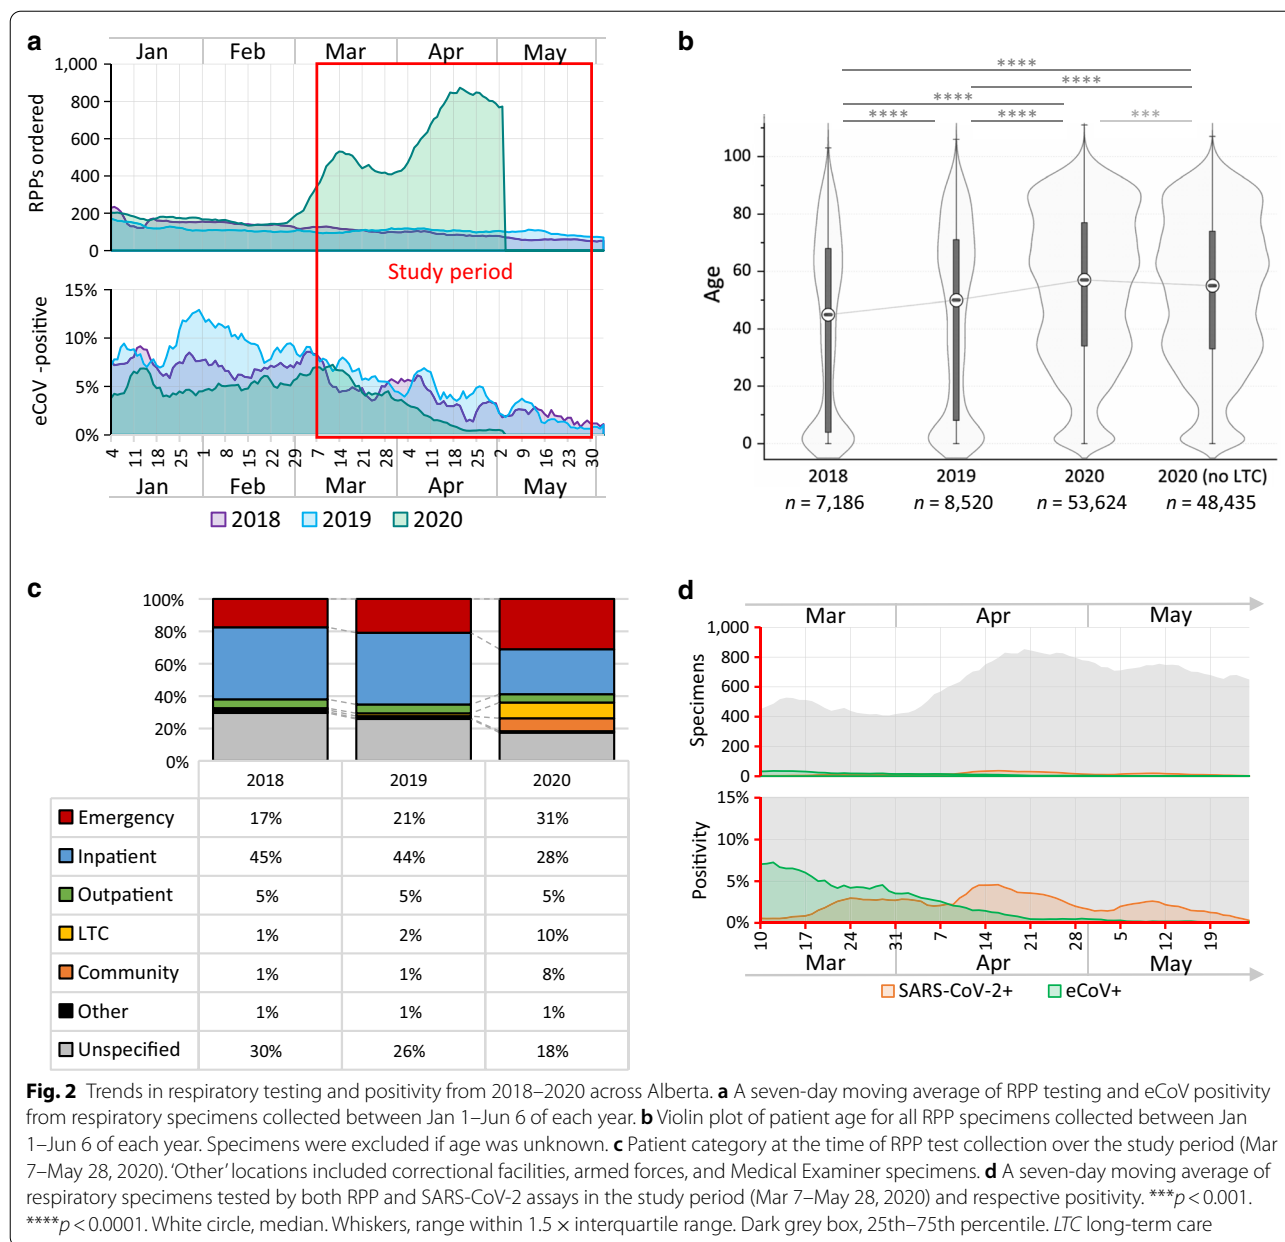 a
Jan Feb Mar Apr May
1,000
800
600
400
200
0
RPPs ordered
Study period
15%
10%
5%
0%
eCoV -positive
4 11 18 25 1 8 15 22 29 7 14 21 28 4 11 18 25 2 9 16 23 30
Jan Feb Mar Apr May
2018 2019 2020
b
**** 
****
****
**** **** ***
100
80
60
40
20
0
Age
2018 2019 2020 2020 (no LTC)
n = 7,186 n = 8,520 n = 53,624 n = 48,435
c
100%
80%
60%
40%
20%
0%
2018 2019 2020
Emergency 17% 21% 31%
Inpatient 45% 44% 28%
Outpatient 5% 5% 5%
LTC 1% 2% 10%
Community 1% 1% 8%
Other 1% 1% 1%
Unspecified 30% 26% 18%
d
Mar Apr May
1,000
800
600
400
200
0
Specimens
15%
10%
5%
0%
Positivity
10 17 24 31 7 14 21 28 5 12 19
Mar Apr May
SARS-CoV-2+ eCoV+
Fig. 2 Trends in respiratory testing and positivity from 2018–2020 across Alberta. a A seven-day moving average of RPP testing and eCoV positivity
from respiratory specimens collected between Jan 1–Jun 6 of each year. b Violin plot of patient age for all RPP specimens collected between Jan
1–Jun 6 of each year. Specimens were excluded if age was unknown. c Patient category at the time of RPP test collection over the study period (Mar
7–May 28, 2020). ‘Other’ locations included correctional facilities, armed forces, and Medical Examiner specimens. d A seven-day moving average of
respiratory specimens tested by both RPP and SARS-CoV-2 assays in the study period (Mar 7–May 28, 2020) and respective positivity. ***p < 0.001.
****p < 0.0001. White circle, median. Whiskers, range within 1.5 × interquartile range. Dark grey box, 25th–75th percentile. LTC long-term care